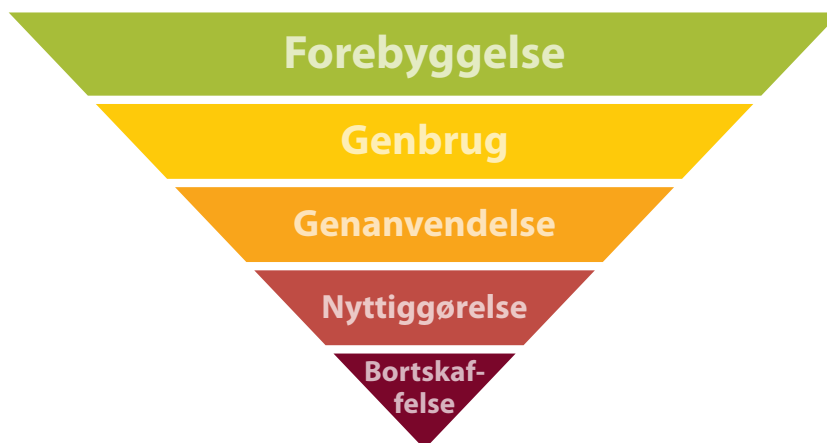 Forebyggelse
Genbrug
Genanvendelse
Nyttiggørelse
Bortskaf-
felse